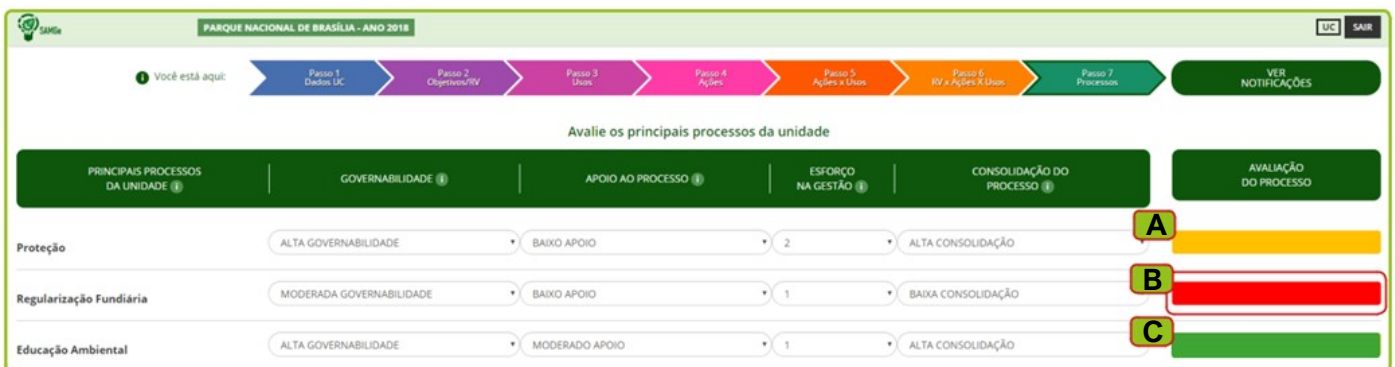 SAMGe
PARQUE NACIONAL DE BRASÍLIA - ANO 2018
UC
SAIR
i Você está aqui:
Passo 1
Dados UC
Passo 2
Objetivos/RV
Passo 3
Usos
Passo 4
Ações
Passo 5
Ações x Usos
Passo 6
RV x Ações X Usos
Passo 7
Processos
VER
NOTIFICAÇÕES
Avalie os principais processos da unidade
PRINCIPAIS PROCESSOS
DA UNIDADE i
GOVERNABILIDADE i
APOIO AO PROCESSO i
ESFORÇO
NA GESTÃO i
CONSOLIDAÇÃO DO
PROCESSO i
AVALIAÇÃO
DO PROCESSO
Proteção
ALTA GOVERNABILIDADE
BAIXO APOIO
2
ALTA CONSOLIDAÇÃO
A
Regularização Fundiária
MODERADA GOVERNABILIDADE
BAIXO APOIO
1
BAIXA CONSOLIDAÇÃO
B
Educação Ambiental
ALTA GOVERNABILIDADE
MODERADO APOIO
1
ALTA CONSOLIDAÇÃO
C